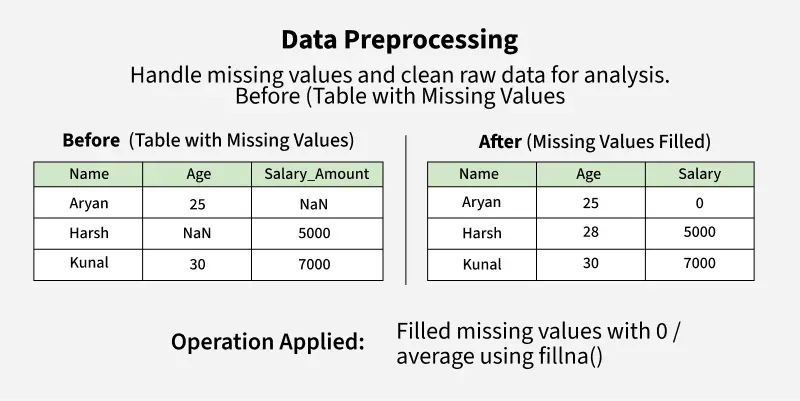 Data Preprocessing
Handle missing values and clean raw data for analysis.
Before (Table with Missing Values
Before (Table with Missing Values)
Name Age Salary_Amount
Aryan 25 NaN
Harsh NaN 5000
Kunal 30 7000
After (Missing Values Filled)
Name Age Salary
Aryan 25 0
Harsh 28 5000
Kunal 30 7000
Operation Applied:
Filled missing values with 0 /
average using fillna()